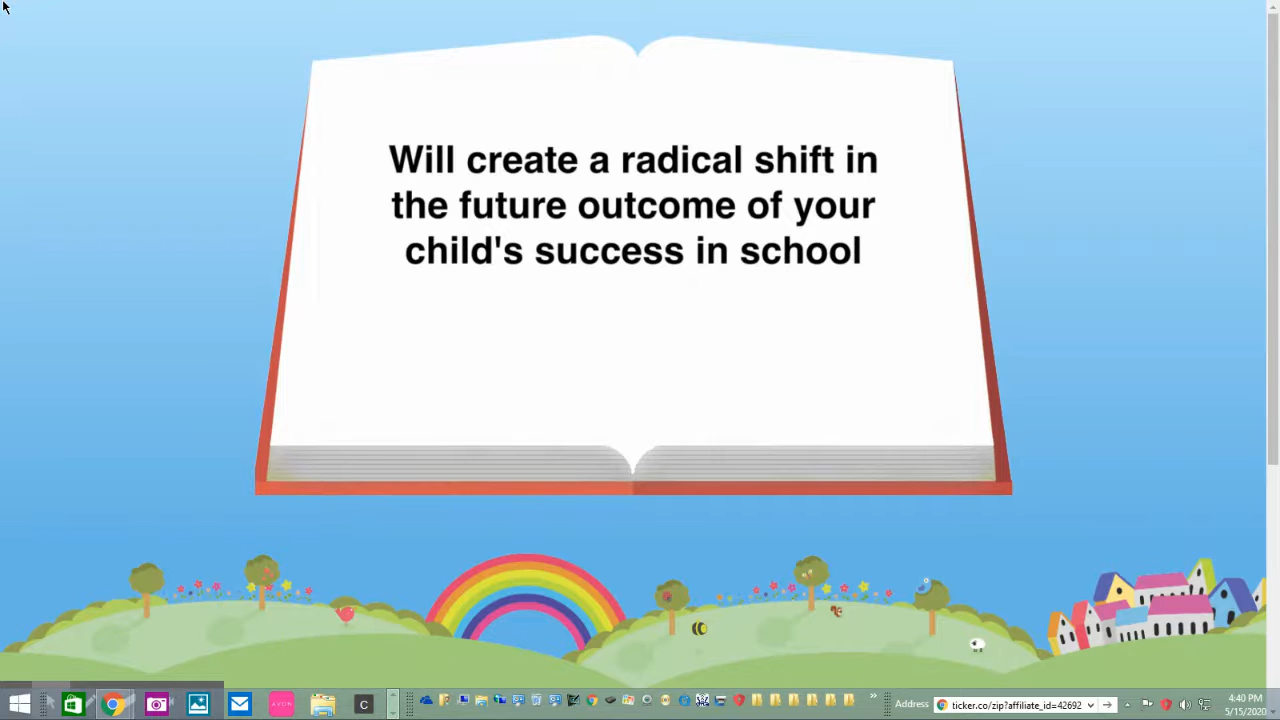 Will create a radical shift in
the future outcome of your
child's success in school
AVON
C
Address
ticker.co/zip?affiliate_id=42692
4:40 PM
5/15/2020